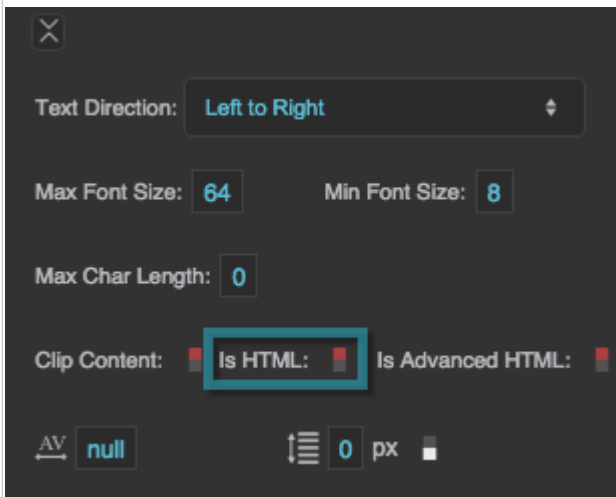 Text Direction: Left to Right
Max Font Size: 64 Min Font Size: 8
Max Char Length: 0
Clip Content: Is HTML: Is Advanced HTML:
AV null 0 px